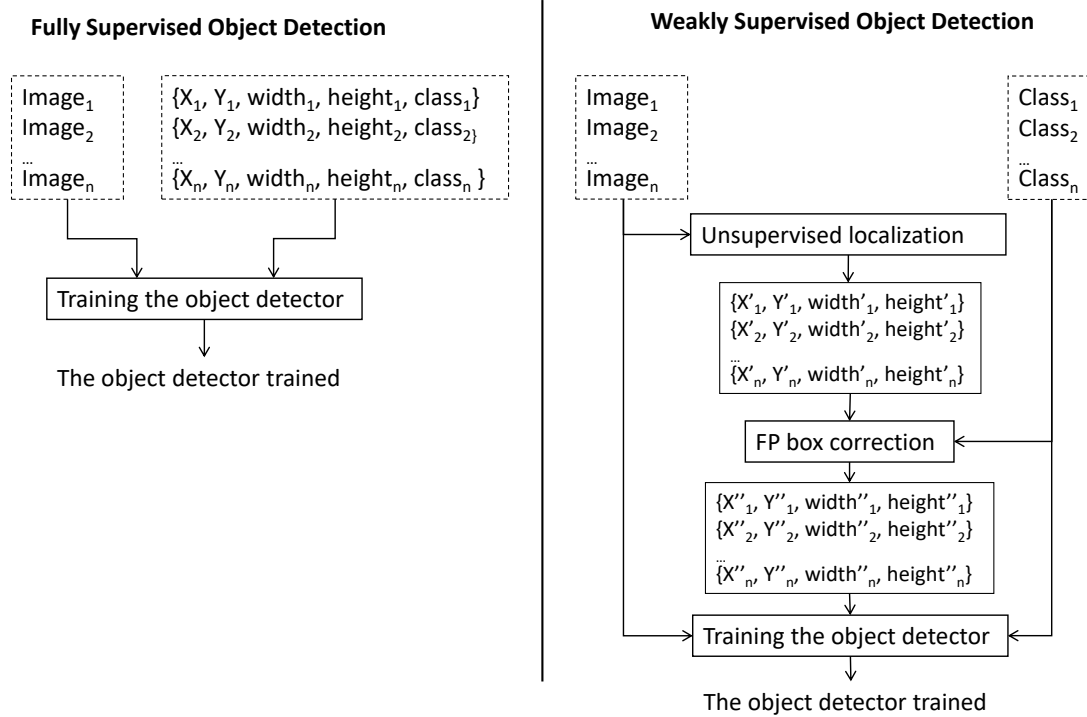 Fully Supervised Object Detection
Image₁
Image₂
...
Imageₙ
{X₁, Y₁, width₁, height₁, class₁}
{X₂, Y₂, width₂, height₂, class₂}
...
{Xₙ, Yₙ, widthₙ, heightₙ, classₙ }
Training the object detector
The object detector trained
Weakly Supervised Object Detection
Image₁
Image₂
...
Imageₙ
Class₁
Class₂
...
Classₙ
Unsupervised localization
{X’₁, Y’₁, width’₁, height’₁}
{X’₂, Y’₂, width’₂, height’₂}
...
{X’ₙ, Y’ₙ, width’ₙ, height’ₙ}
FP box correction
{X’’₁, Y’’₁, width’’₁, height’’₁}
{X’’₂, Y’’₂, width’’₂, height’’₂}
...
{X’’ₙ, Y’’ₙ, width’’ₙ, height’’ₙ}
Training the object detector
The object detector trained